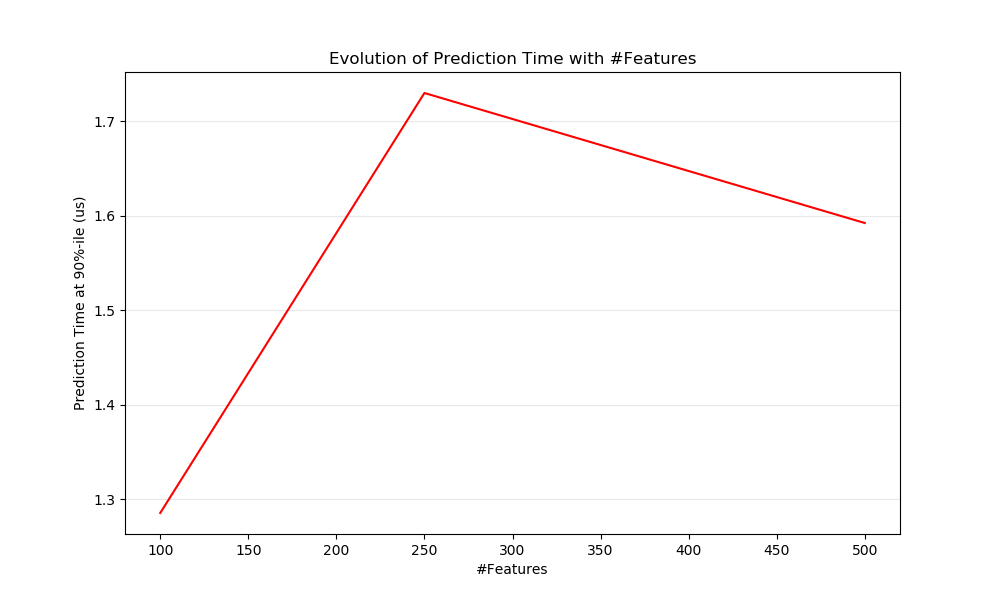 Evolution of Prediction Time with #Features
Prediction Time at 90%-ile (us)
1.7
1.6
1.5
1.4
1.3
100 150 200 250 300 350 400 450 500
#Features